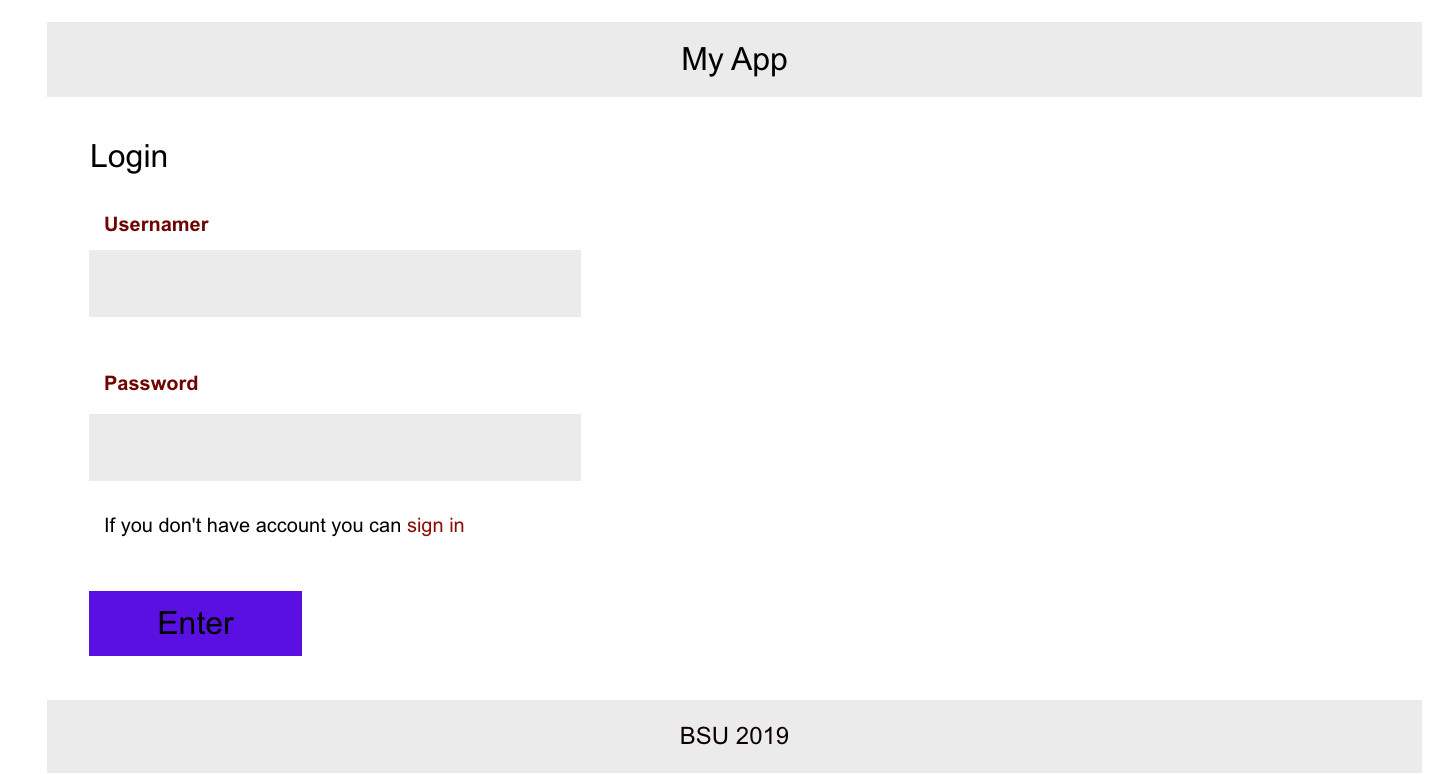 My App
Login
Usernamer
Password
If you don't have account you can sign in
Enter
BSU 2019